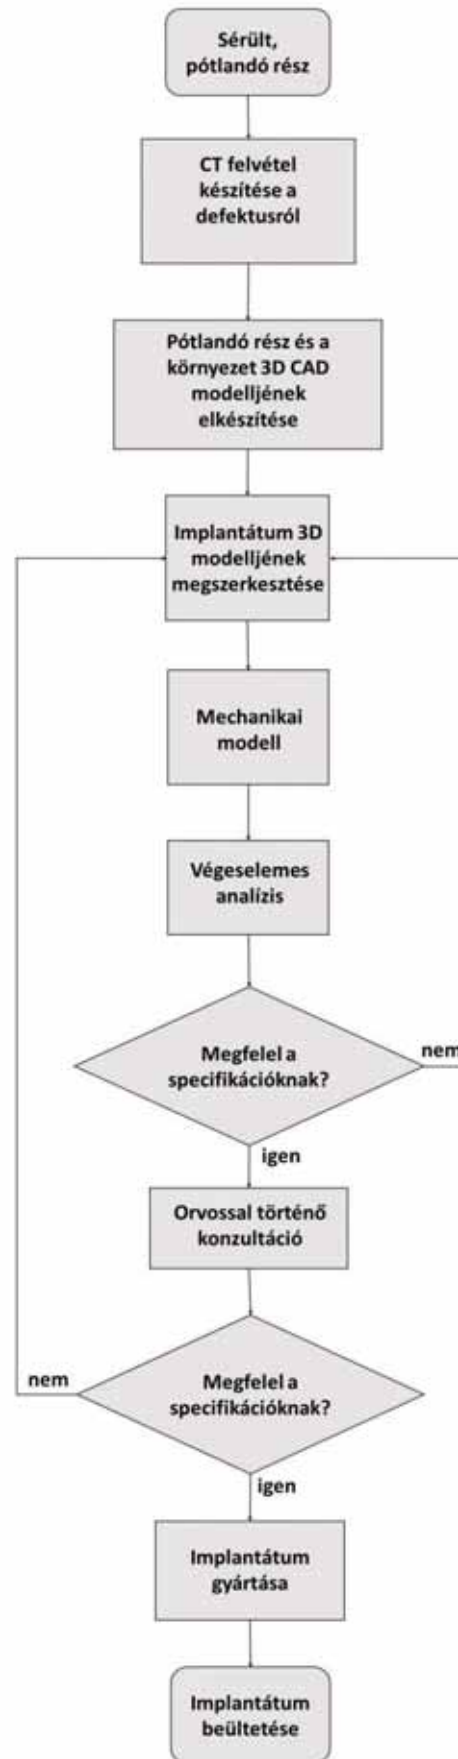 Sérült,
pótlandó rész
CT felvétel
készítése a
defektusról
Pótlandó rész és a
környezet 3D CAD
modelljének
elkészítése
Implantátum 3D
modelljének
megszerkesztése
Mechanikai
modell
Végeselemes
analízis
Megfelel a
specifikációknak?
nem
igen
Orvossal történő
konzultáció
Megfelel a
specifikációknak?
nem
igen
Implantátum
gyártása
Implantátum
beültetése